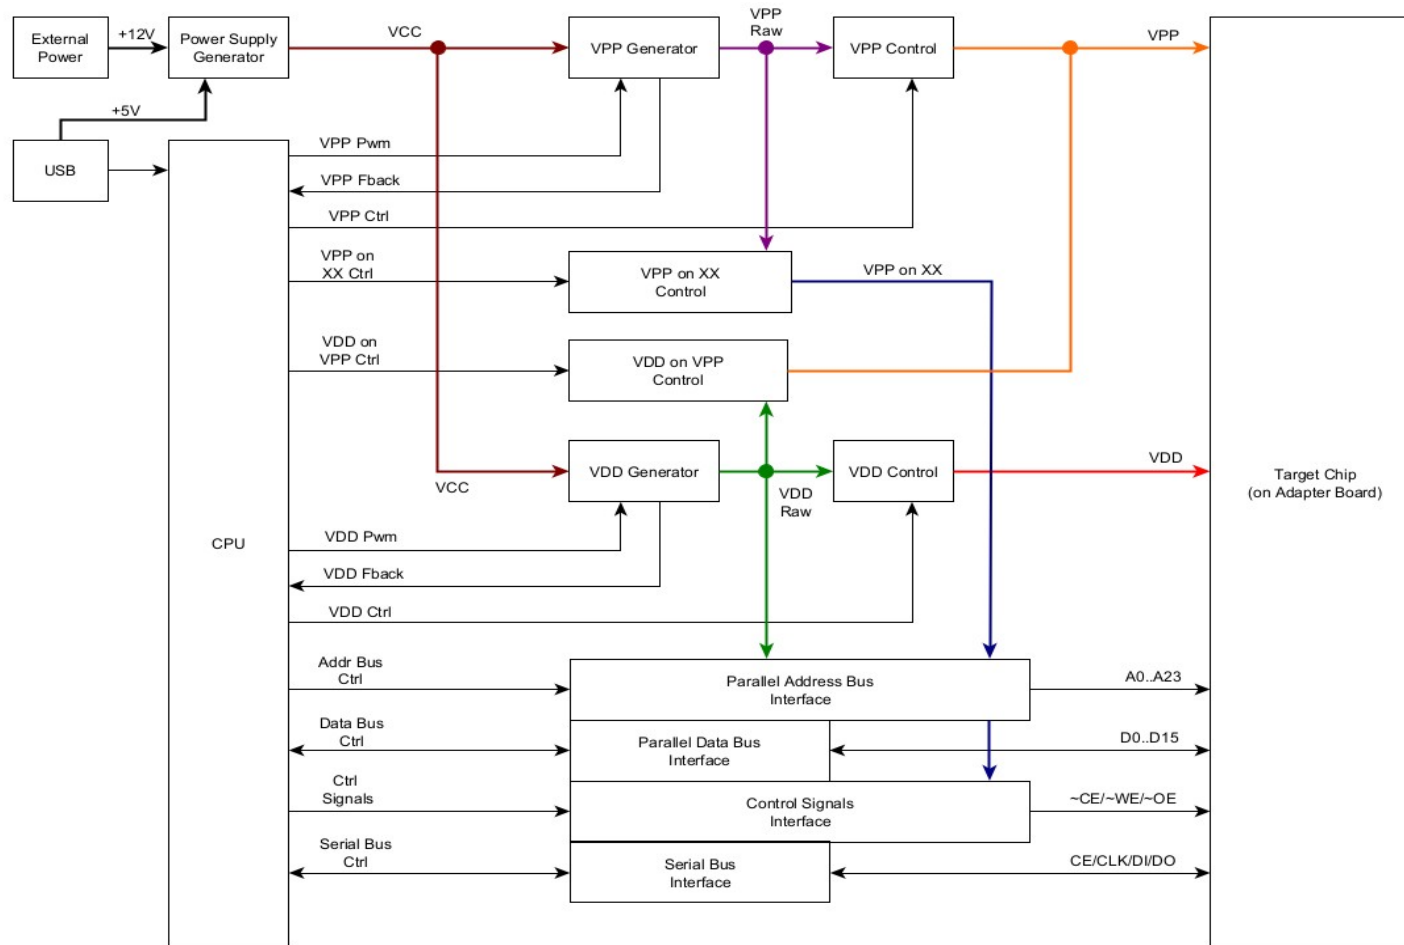 External
Power
+12V
Power Supply
Generator
VCC
VPP Generator
VPP
Raw
VPP Control
VPP
+5V
USB
VPP Pwm
VPP Fback
VPP Ctrl
VPP on
XX Ctrl
VPP on XX
Control
VPP on XX
VDD on
VPP Ctrl
VDD on VPP
Control
VCC
VDD Generator
VDD
Raw
VDD Control
VDD
Target Chip
(on Adapter Board)
CPU
VDD Pwm
VDD Fback
VDD Ctrl
Addr Bus
Ctrl
Parallel Address Bus
Interface
A0..A23
Data Bus
Ctrl
Parallel Data Bus
Interface
D0..D15
Ctrl
Signals
Control Signals
Interface
~CE/~WE/~OE
Serial Bus
Ctrl
Serial Bus
Interface
CE/CLK/DI/DO